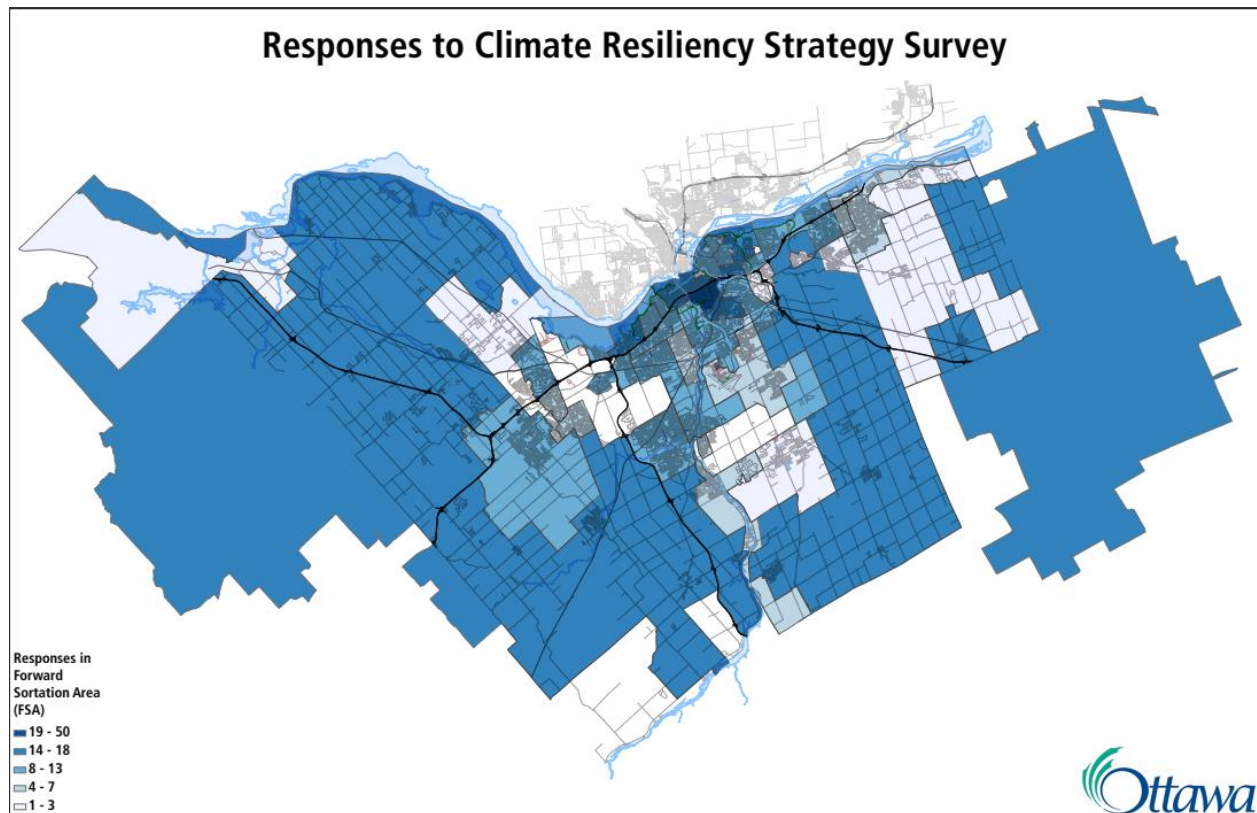 Responses to Climate Resiliency Strategy Survey
Responses in
Forward
Sortation Area
(FSA)
19 - 50
14 - 18
8 - 13
4 - 7
1 - 3
Ottawa